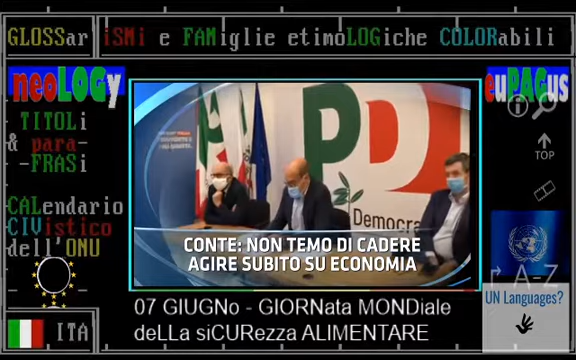 GLOSSar iSMi e FAMiglie etimoLOGiche COLORabili
neoLOGy
euPAGus
TITOLi
& para-
-FRASi
TOP
CALendario
CIVistico
dell'ONU
PD
Democra
CONTE: NON TEMO DI CADERE
AGIRE SUBITO SU ECONOMIA
A-Z
UN Languages?
07 GIUGNo - GIORNata MONDiale
deLLa siCURezza ALIMENTARE
ITA